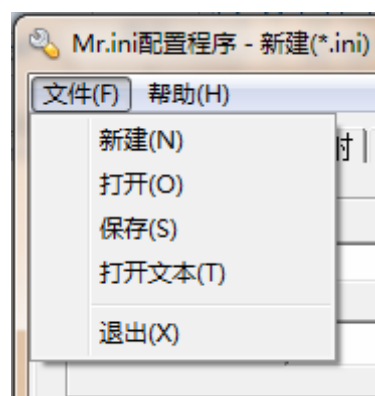 Mr.ini配置程序 - 新建(*.ini)
文件(F) 帮助(H)
新建(N)
时
打开(O)
保存(S)
打开文本(T)
退出(X)